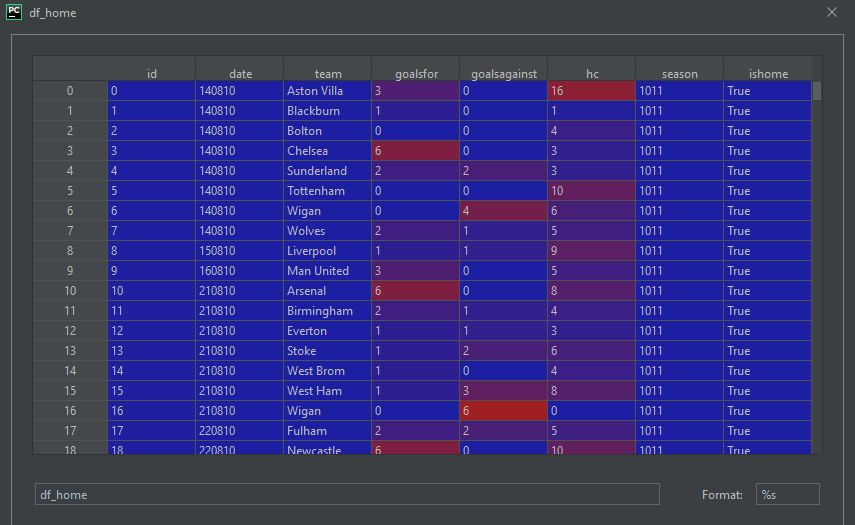 PC df_home
id date team goalsfor goalsagainst hc season ishome
0 0 140810 Aston Villa 3 0 16 1011 True
1 1 140810 Blackburn 1 0 1 1011 True
2 2 140810 Bolton 0 0 4 1011 True
3 3 140810 Chelsea 6 0 3 1011 True
4 4 140810 Sunderland 2 2 3 1011 True
5 5 140810 Tottenham 0 0 10 1011 True
6 6 140810 Wigan 0 4 6 1011 True
7 7 140810 Wolves 2 1 5 1011 True
8 8 150810 Liverpool 1 1 9 1011 True
9 9 160810 Man United 3 0 5 1011 True
10 10 210810 Arsenal 6 0 8 1011 True
11 11 210810 Birmingham 2 1 4 1011 True
12 12 210810 Everton 1 1 3 1011 True
13 13 210810 Stoke 1 2 6 1011 True
14 14 210810 West Brom 1 0 4 1011 True
15 15 210810 West Ham 1 3 8 1011 True
16 16 210810 Wigan 0 6 0 1011 True
17 17 220810 Fulham 2 2 5 1011 True
18 18 220810 Newcastle 6 0 10 1011 True
df_home Format: %s